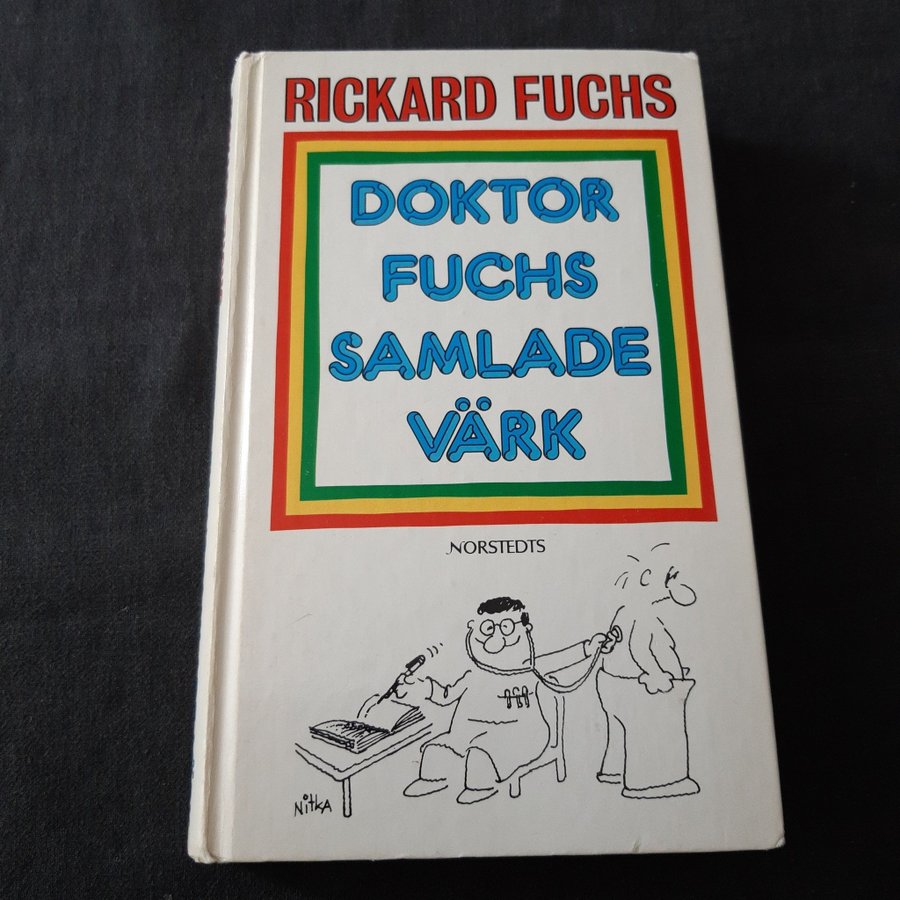 RICKARD FUCHS
DOKTOR
FUCHS
SAMLADE
VÄRK
NORSTEDTS
NitkA